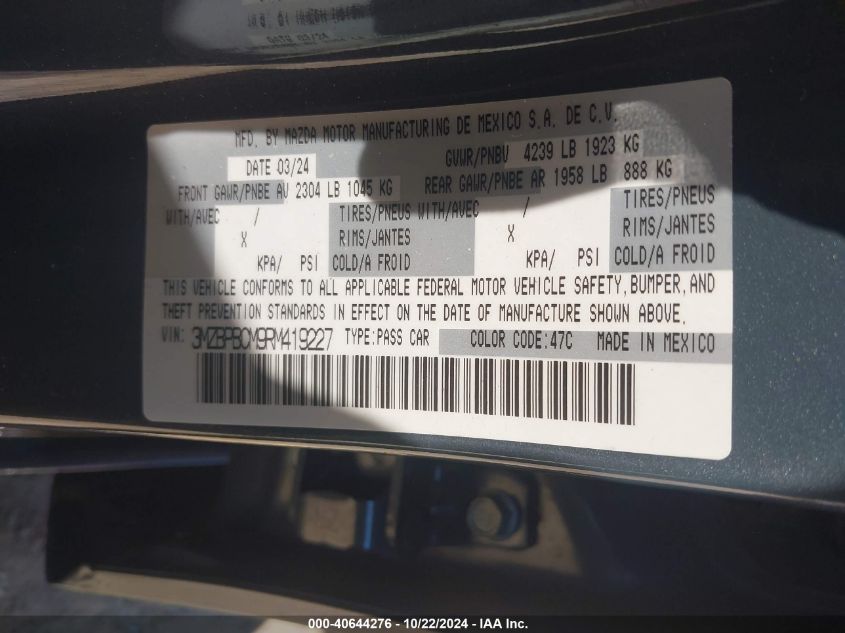 DATE 03/24
MFD. BY MAZDA MOTOR MANUFACTURING DE MEXICO S.A. DE C.V.
DATE 03/24 GVWR/PNBV 4239 LB 1923 KG
FRONT GAWR/PNBE AV 2304 LB 1045 KG REAR GAWR/PNBE AR 1958 LB 888 KG
WITH/AVEC / TIRES/PNEUS WITH/AVEC / TIRES/PNEUS
X RIMS/JANTES X RIMS/JANTES
KPA/ PSI COLD/A FROID KPA/ PSI COLD/A FROID
THIS VEHICLE CONFORMS TO ALL APPLICABLE FEDERAL MOTOR VEHICLE SAFETY, BUMPER, AND
THEFT PREVENTION STANDARDS IN EFFECT ON THE DATE OF MANUFACTURE SHOWN ABOVE.
VIN: 3MZBPBCM9RM419227 TYPE:PASS CAR COLOR CODE:47C MADE IN MEXICO
000-40644276 - 10/22/2024 - IAA Inc.